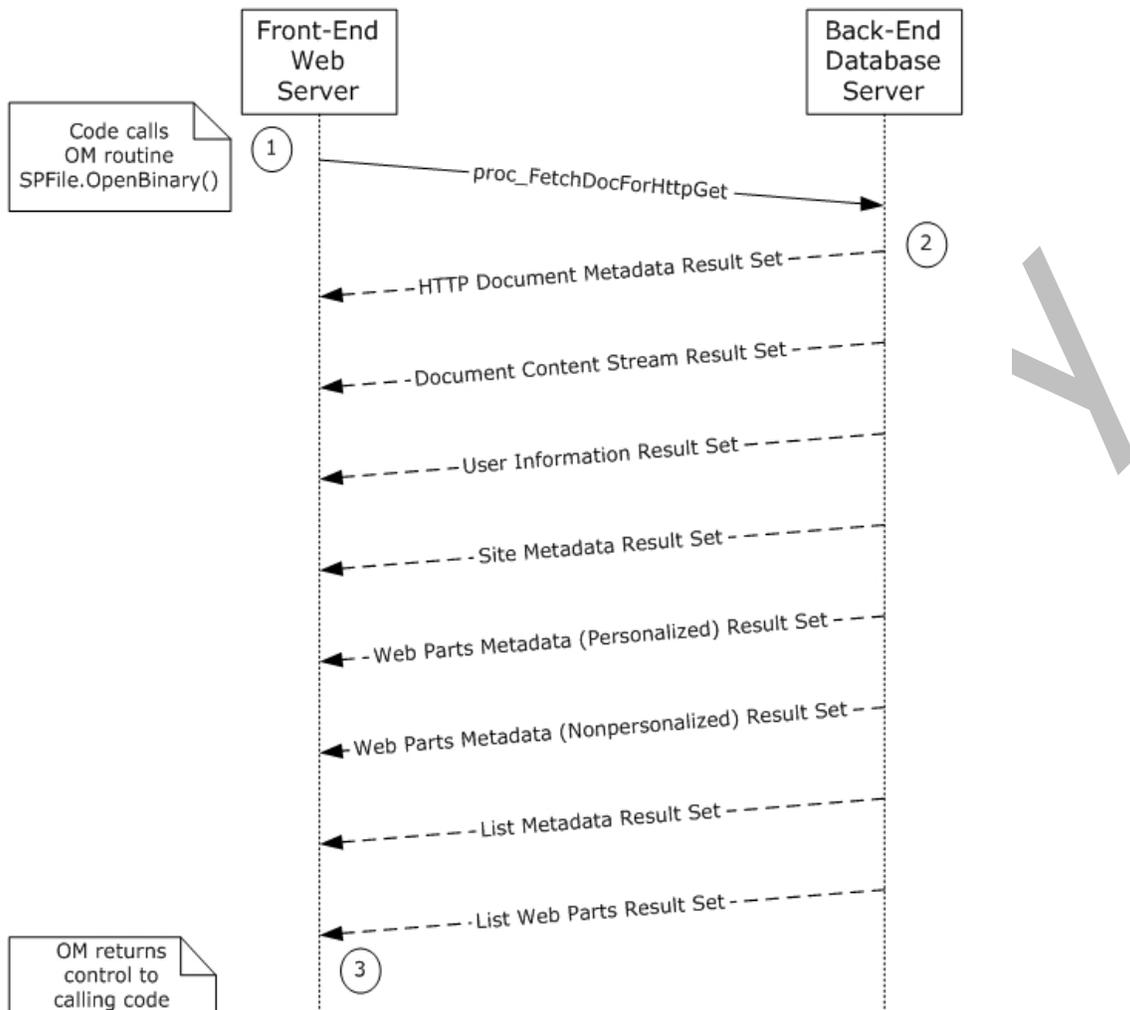 Front-End
Web
Server
Back-End
Database
Server
Code calls
OM routine
SPFile.OpenBinary()
1
proc_FetchDocForHttpGet
2
HTTP Document Metadata Result Set
Document Content Stream Result Set
User Information Result Set
Site Metadata Result Set
Web Parts Metadata (Personalized) Result Set
Web Parts Metadata (Nonpersonalized) Result Set
List Metadata Result Set
List Web Parts Result Set
OM returns
control to
calling code
3
y